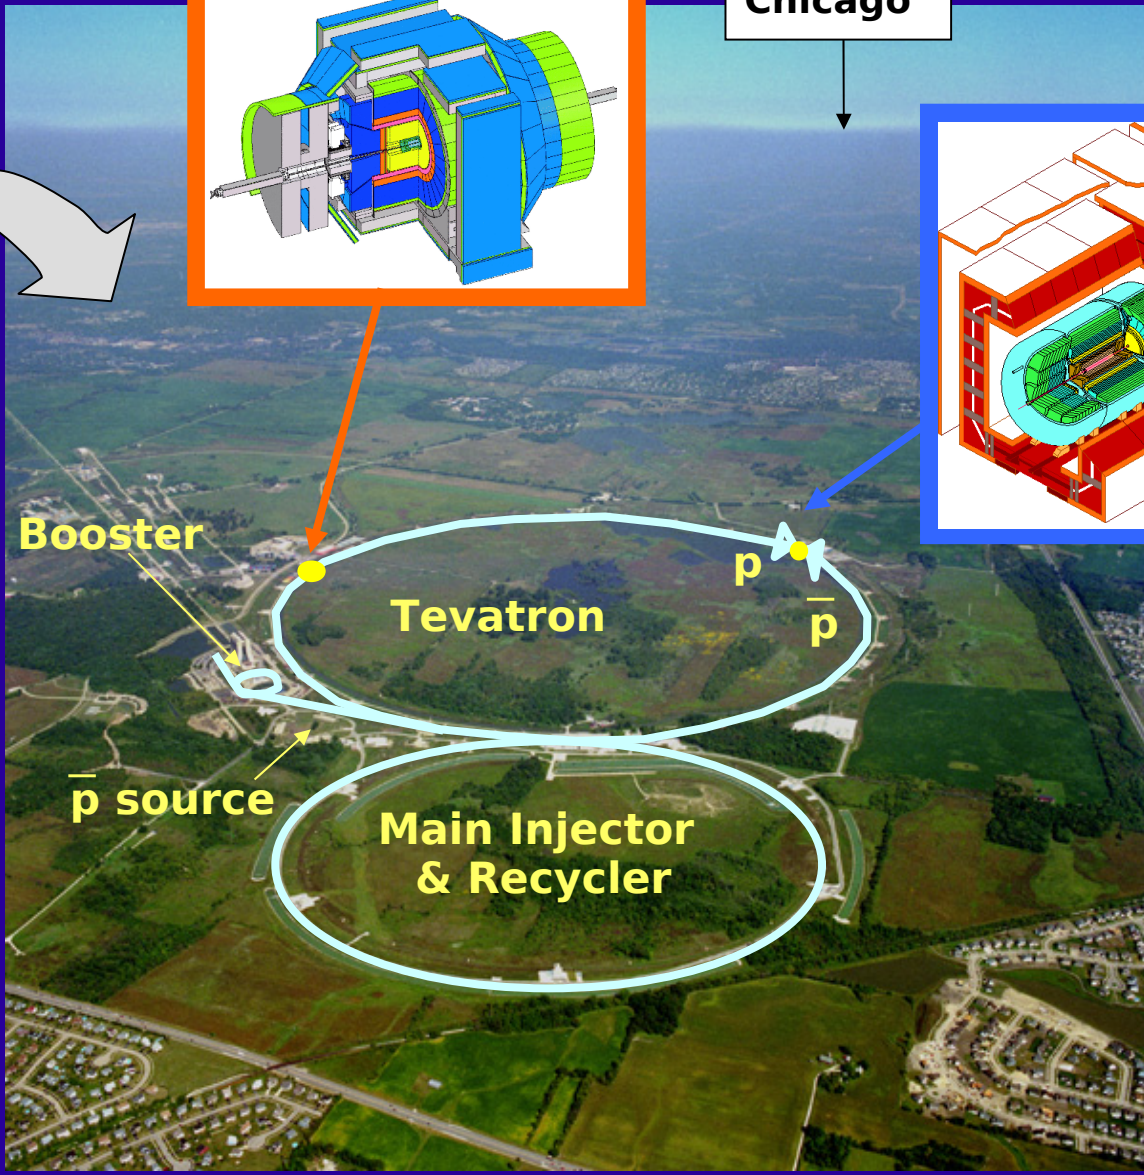 Chicago
Booster
p
Tevatron
p̅
p̅ source
Main Injector
& Recycler